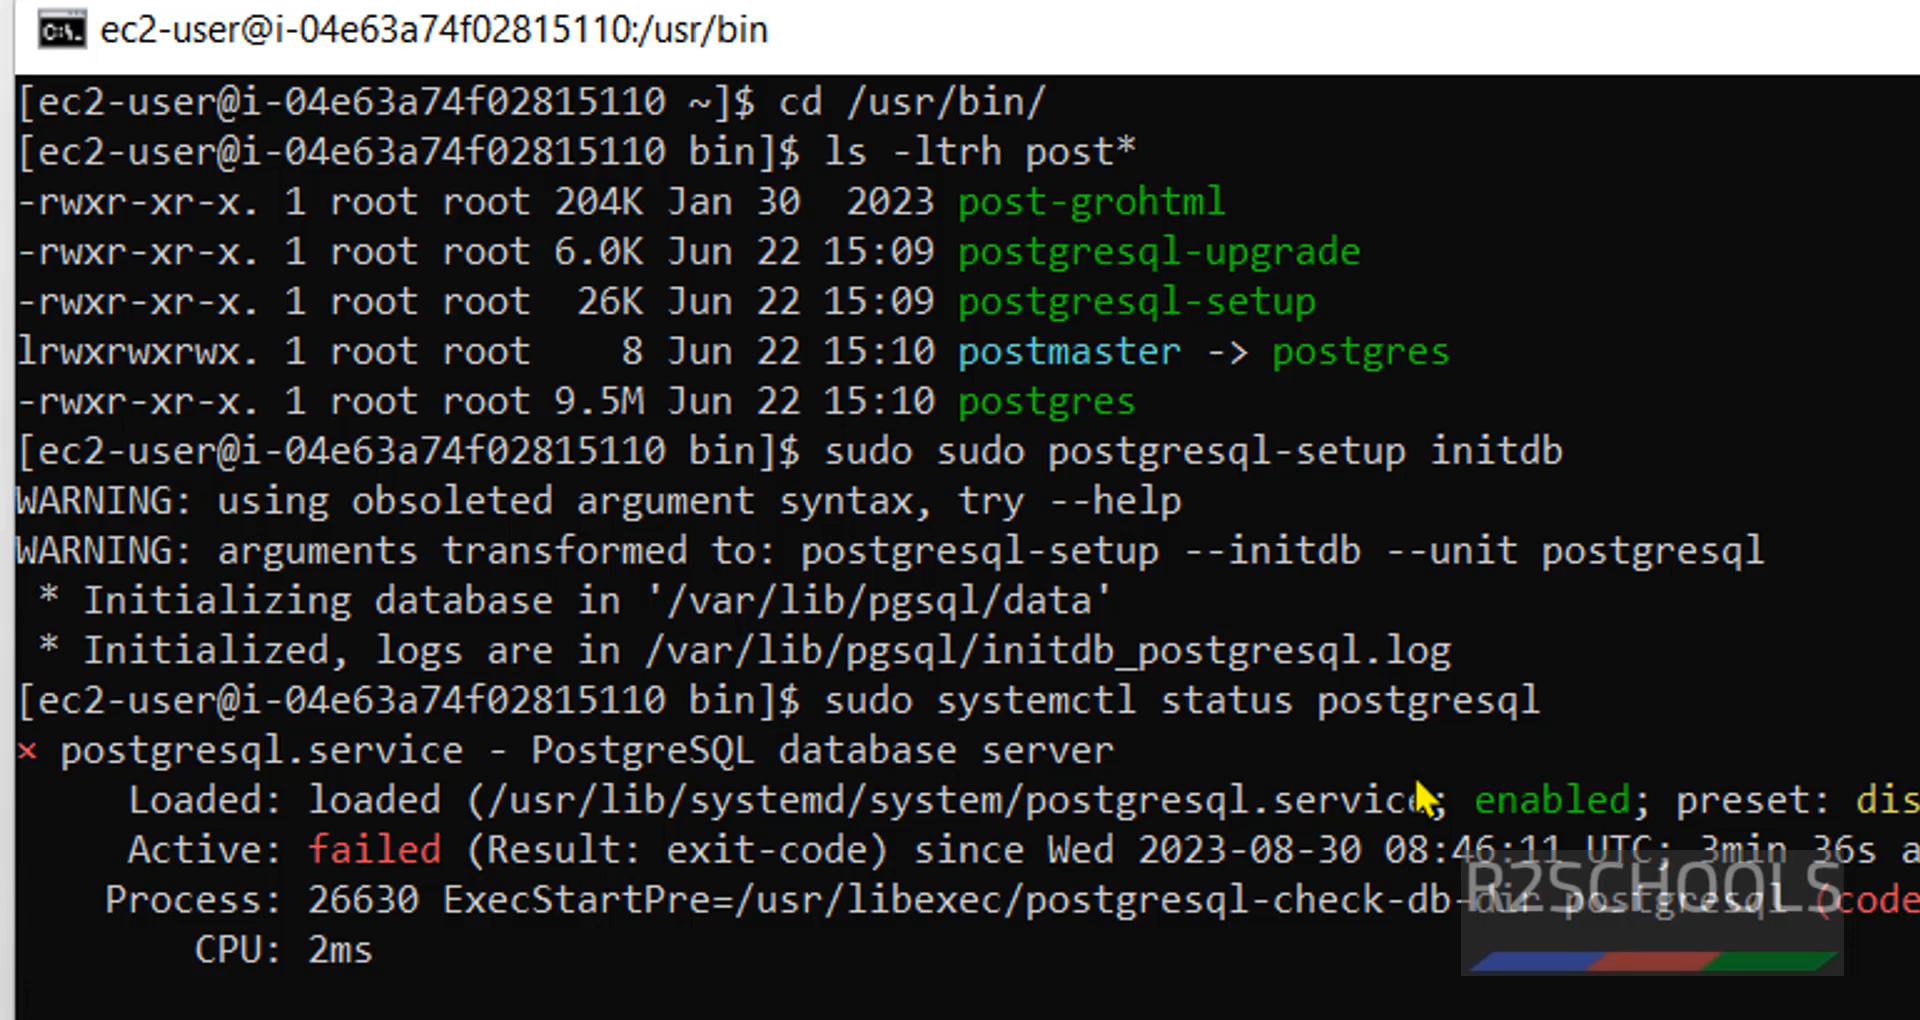 ec2-user@i-04e63a74f02815110:/usr/bin
[ec2-user@i-04e63a74f02815110 ~]$ cd /usr/bin/
[ec2-user@i-04e63a74f02815110 bin]$ ls -ltrh post*
-rwxr-xr-x. 1 root root 204K Jan 30  2023 post-grohtml
-rwxr-xr-x. 1 root root 6.0K Jun 22 15:09 postgresql-upgrade
-rwxr-xr-x. 1 root root  26K Jun 22 15:09 postgresql-setup
lrwxrwxrwx. 1 root root    8 Jun 22 15:10 postmaster -> postgres
-rwxr-xr-x. 1 root root 9.5M Jun 22 15:10 postgres
[ec2-user@i-04e63a74f02815110 bin]$ sudo sudo postgresql-setup initdb
WARNING: using obsoleted argument syntax, try --help
WARNING: arguments transformed to: postgresql-setup --initdb --unit postgresql
 * Initializing database in '/var/lib/pgsql/data'
 * Initialized, logs are in /var/lib/pgsql/initdb_postgresql.log
[ec2-user@i-04e63a74f02815110 bin]$ sudo systemctl status postgresql
× postgresql.service - PostgreSQL database server
     Loaded: loaded (/usr/lib/systemd/system/postgresql.service; enabled; preset: dis
     Active: failed (Result: exit-code) since Wed 2023-08-30 08:46:11 UTC; 3min 36s a
    Process: 26630 ExecStartPre=/usr/libexec/postgresql-check-db-dir postgresql (code
        CPU: 2ms
R2SCHOOLS